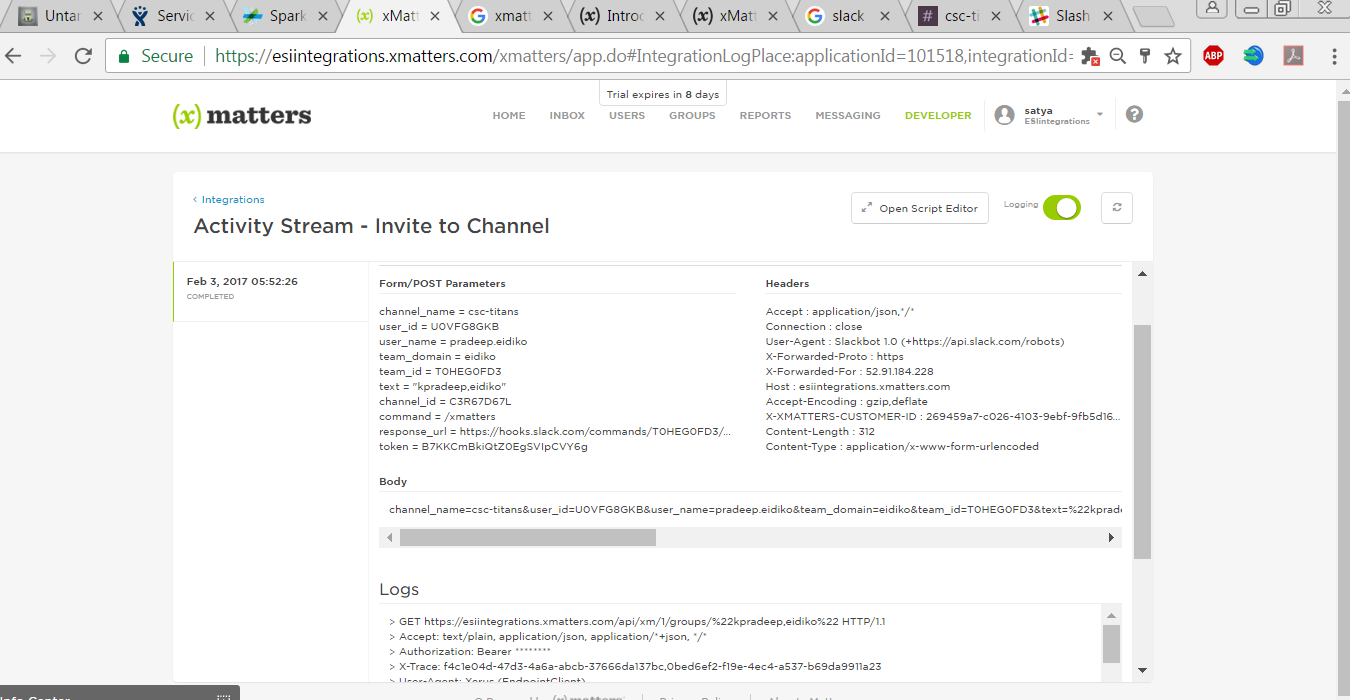 Untar
Servic
Spark
(x) xMatt
xmatt
(x) Introc
(x) xMatt
slack
# csc-ti
Slash
Secure
https://esiintegrations.xmatters.com/xmatters/app.do#IntegrationLogPlace:applicationId=101518,integrationId=
ABP
Trial expires in 8 days
(x) matters
HOME INBOX USERS GROUPS REPORTS MESSAGING DEVELOPER
satya
ESIintegrations
?
‹ Integrations
Activity Stream - Invite to Channel
Open Script Editor
Logging
Feb 3, 2017 05:52:26
COMPLETED
Form/POST Parameters
channel_name = csc-titans
user_id = U0VFG8GKB
user_name = pradeep.eidiko
team_domain = eidiko
team_id = T0HEG0FD3
text = "kpradeep,eidiko"
channel_id = C3R67D67L
command = /xmatters
response_url = https://hooks.slack.com/commands/T0HEG0FD3/...
token = B7KKCmBkiQtZ0EgSVIpCVY6g
Headers
Accept : application/json,*/*
Connection : close
User-Agent : Slackbot 1.0 (+https://api.slack.com/robots)
X-Forwarded-Proto : https
X-Forwarded-For : 52.91.184.228
Host : esiintegrations.xmatters.com
Accept-Encoding : gzip,deflate
X-XMATTERS-CUSTOMER-ID : 269459a7-c026-4103-9ebf-9fb5d16...
Content-Length : 312
Content-Type : application/x-www-form-urlencoded
Body
channel_name=csc-titans&user_id=U0VFG8GKB&user_name=pradeep.eidiko&team_domain=eidiko&team_id=T0HEG0FD3&text=%22kprade
Logs
> GET https://esiintegrations.xmatters.com/api/xm/1/groups/%22kpradeep,eidiko%22 HTTP/1.1
> Accept: text/plain, application/json, application/*+json, */*
> Authorization: Bearer ********
> X-Trace: f4c1e04d-47d3-4a6a-abcb-37666da137bc,0bed6ef2-f19e-4ec4-a537-b69da9911a23
> User-Agent: Xerus (EndpointClient)